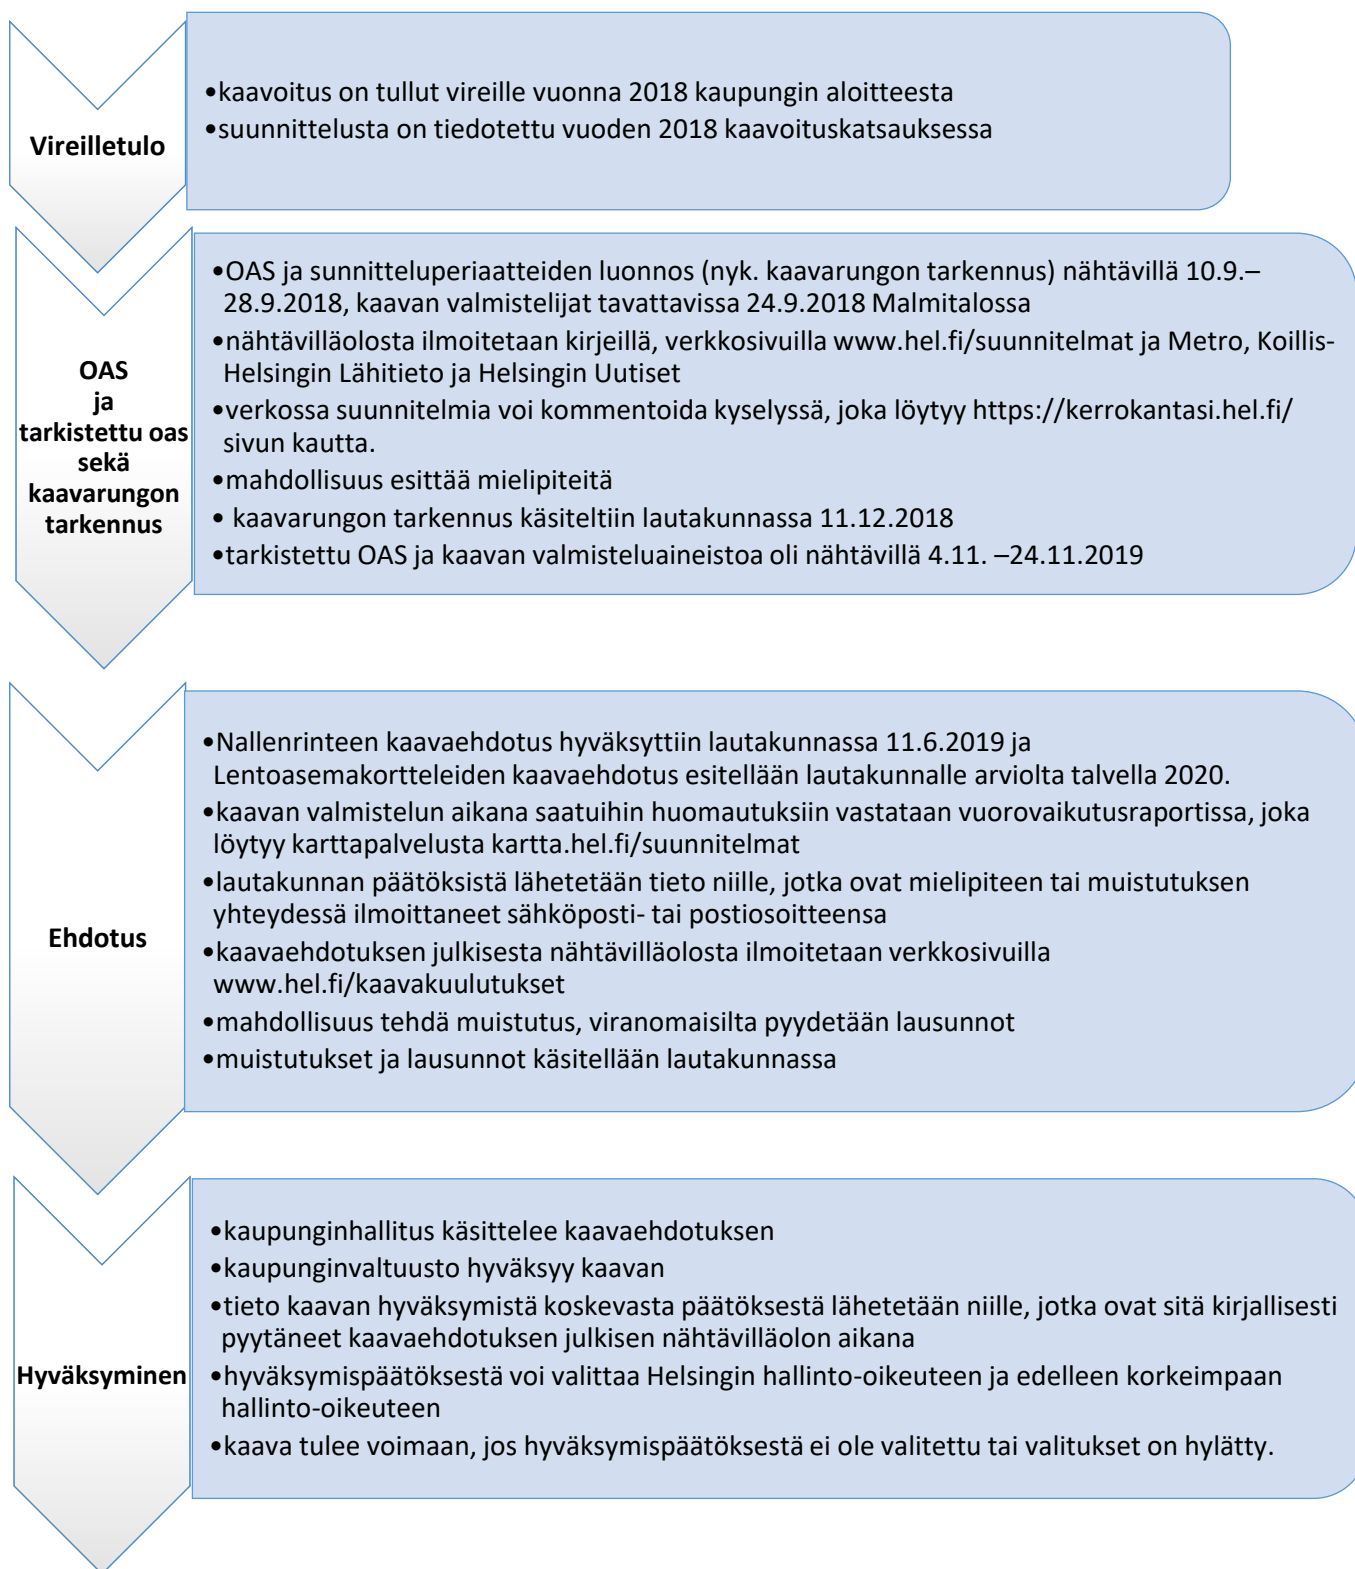 Vireilletulo
•kaavoitus on tullut vireille vuonna 2018 kaupungin aloitteesta
•suunnittelusta on tiedotettu vuoden 2018 kaavoituskatsauksessa
OAS
ja
tarkistettu oas
sekä
kaavarungon
tarkennus
•OAS ja sunnitteluperiaatteiden luonnos (nyk. kaavarungon tarkennus) nähtävillä 10.9.–
28.9.2018, kaavan valmistelijat tavattavissa 24.9.2018 Malmitalossa
•nähtävilläolosta ilmoitetaan kirjeillä, verkkosivuilla www.hel.fi/suunnitelmat ja Metro, Koillis-
Helsingin Lähitieto ja Helsingin Uutiset
•verkossa suunnitelmia voi kommentoida kyselyssä, joka löytyy https://kerrokantasi.hel.fi/
sivun kautta.
•mahdollisuus esittää mielipiteitä
• kaavarungon tarkennus käsiteltiin lautakunnassa 11.12.2018
•tarkistettu OAS ja kaavan valmisteluaineistoa oli nähtävillä 4.11. –24.11.2019
Ehdotus
•Nallenrinteen kaavaehdotus hyväksyttiin lautakunnassa 11.6.2019 ja
Lentoasemakortteleiden kaavaehdotus esitellään lautakunnalle arviolta talvella 2020.
•kaavan valmistelun aikana saatuihin huomautuksiin vastataan vuorovaikutusraportissa, joka
löytyy karttapalvelusta kartta.hel.fi/suunnitelmat
•lautakunnan päätöksistä lähetetään tieto niille, jotka ovat mielipiteen tai muistutuksen
yhteydessä ilmoittaneet sähköposti- tai postiosoitteensa
•kaavaehdotuksen julkisesta nähtävilläolosta ilmoitetaan verkkosivuilla
www.hel.fi/kaavakuulutukset
•mahdollisuus tehdä muistutus, viranomaisilta pyydetään lausunnot
•muistutukset ja lausunnot käsitellään lautakunnassa
Hyväksyminen
•kaupunginhallitus käsittelee kaavaehdotuksen
•kaupunginvaltuusto hyväksyy kaavan
•tieto kaavan hyväksymistä koskevasta päätöksestä lähetetään niille, jotka ovat sitä kirjallisesti
pyytäneet kaavaehdotuksen julkisen nähtävilläolon aikana
•hyväksymispäätöksestä voi valittaa Helsingin hallinto-oikeuteen ja edelleen korkeimpaan
hallinto-oikeuteen
•kaava tulee voimaan, jos hyväksymispäätöksestä ei ole valitettu tai valitukset on hylätty.